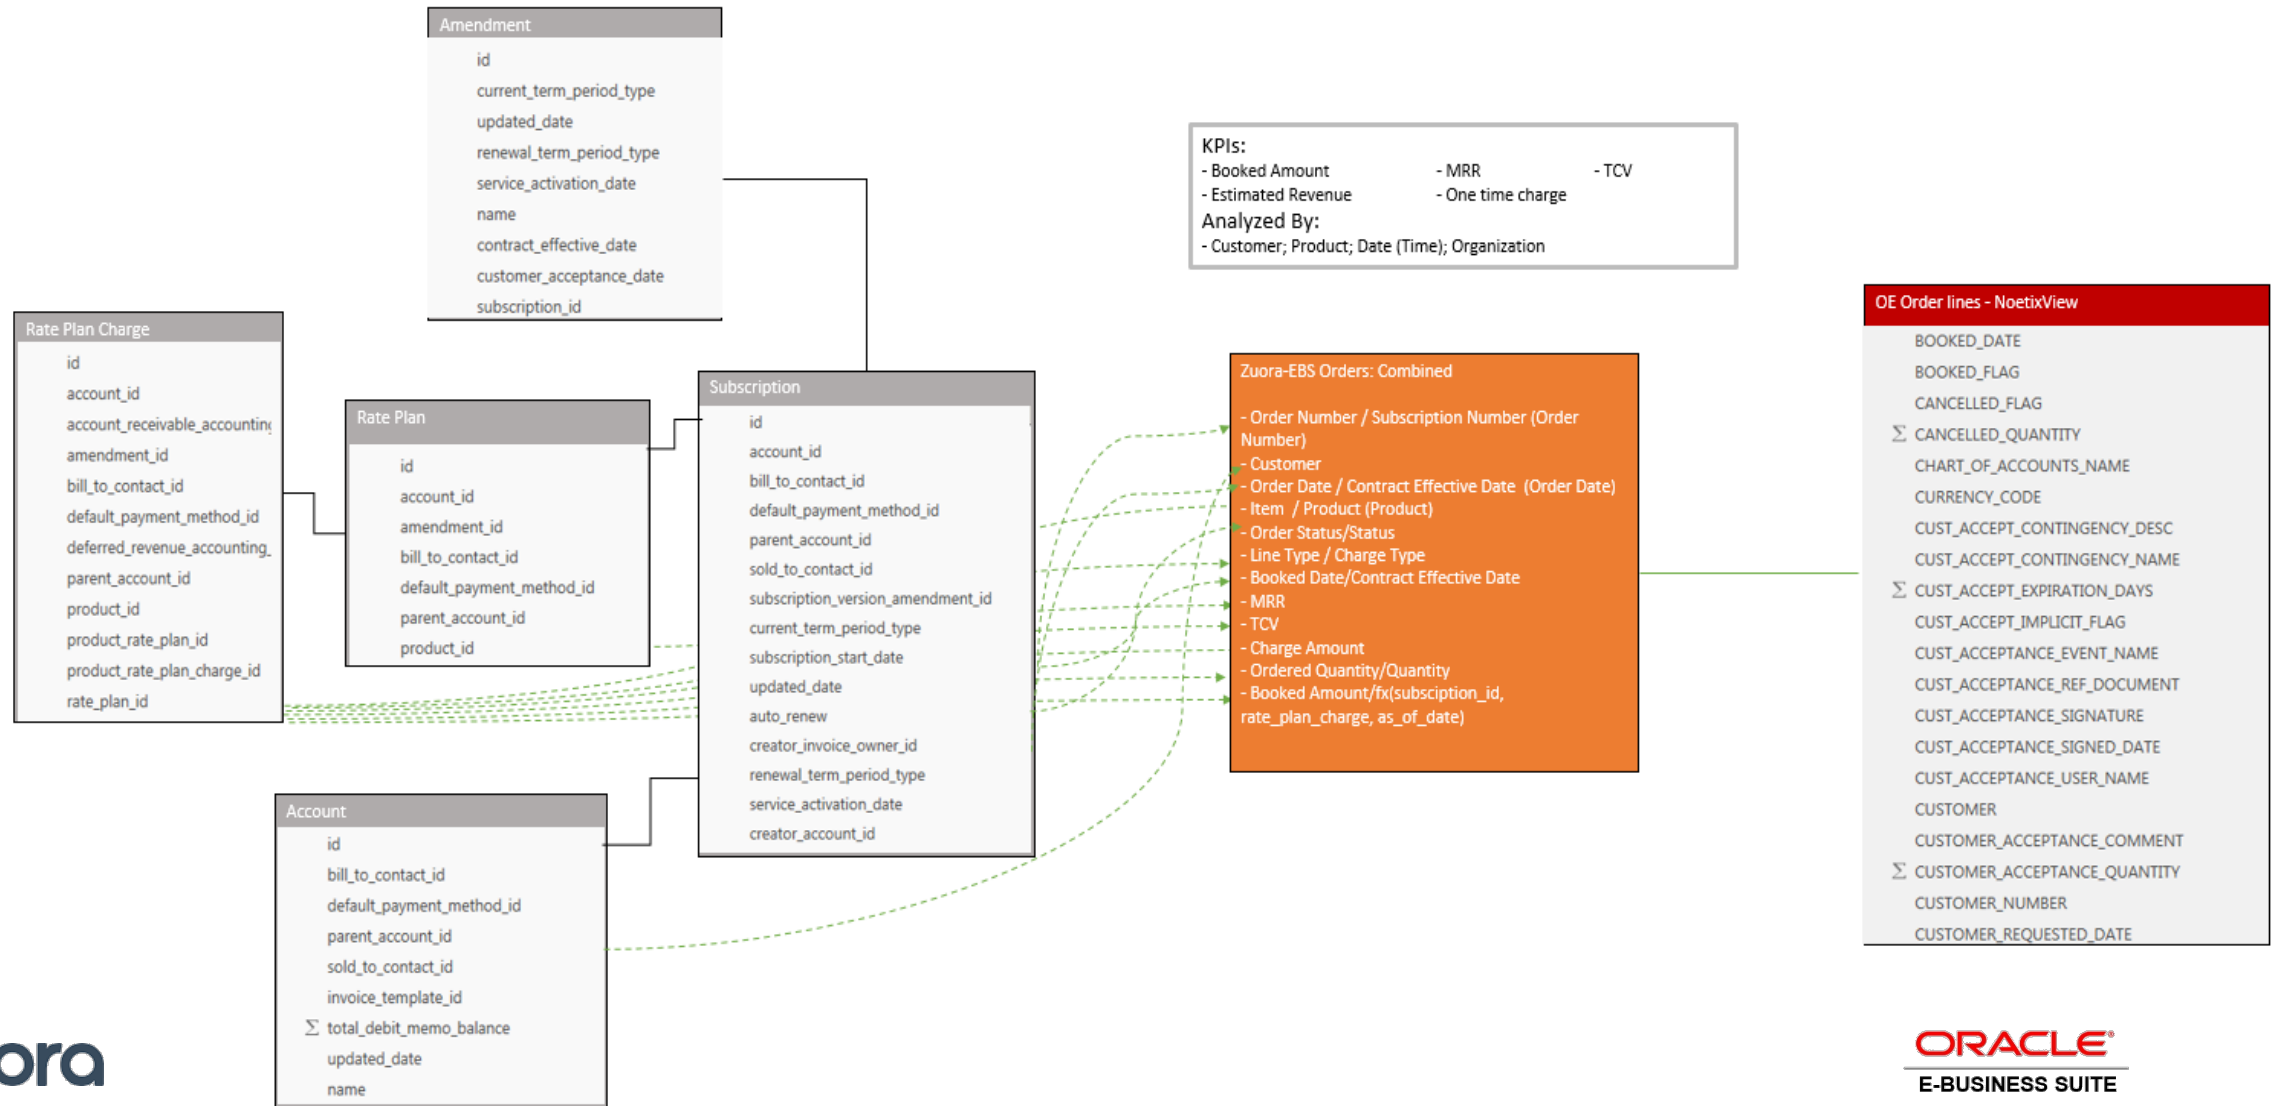 Amendment
id
current_term_period_type
updated_date
renewal_term_period_type
service_activation_date
name
contract_effective_date
customer_acceptance_date
subscription_id
KPIs:
- Booked Amount - MRR - TCV
- Estimated Revenue - One time charge
Analyzed By:
- Customer; Product; Date (Time); Organization
Rate Plan Charge
id
account_id
account_receivable_accounting
amendment_id
bill_to_contact_id
default_payment_method_id
deferred_revenue_accounting_
parent_account_id
product_id
product_rate_plan_id
product_rate_plan_charge_id
rate_plan_id
Rate Plan
id
account_id
amendment_id
bill_to_contact_id
default_payment_method_id
parent_account_id
product_id
Subscription
id
account_id
bill_to_contact_id
default_payment_method_id
parent_account_id
sold_to_contact_id
subscription_version_amendment_id
current_term_period_type
subscription_start_date
updated_date
auto_renew
creator_invoice_owner_id
renewal_term_period_type
service_activation_date
creator_account_id
Account
id
bill_to_contact_id
default_payment_method_id
parent_account_id
sold_to_contact_id
invoice_template_id
Σ total_debit_memo_balance
updated_date
name
Zuora-EBS Orders: Combined
- Order Number / Subscription Number (Order
Number)
- Customer
- Order Date / Contract Effective Date (Order Date)
- Item / Product (Product)
- Order Status/Status
- Line Type / Charge Type
- Booked Date/Contract Effective Date
- MRR
- TCV
- Charge Amount
- Ordered Quantity/Quantity
- Booked Amount/fx(subsciption_id,
rate_plan_charge, as_of_date)
OE Order lines - NoetixView
BOOKED_DATE
BOOKED_FLAG
CANCELLED_FLAG
Σ CANCELLED_QUANTITY
CHART_OF_ACCOUNTS_NAME
CURRENCY_CODE
CUST_ACCEPT_CONTINGENCY_DESC
CUST_ACCEPT_CONTINGENCY_NAME
Σ CUST_ACCEPT_EXPIRATION_DAYS
CUST_ACCEPT_IMPLICIT_FLAG
CUST_ACCEPTANCE_EVENT_NAME
CUST_ACCEPTANCE_REF_DOCUMENT
CUST_ACCEPTANCE_SIGNATURE
CUST_ACCEPTANCE_SIGNED_DATE
CUST_ACCEPTANCE_USER_NAME
CUSTOMER
CUSTOMER_ACCEPTANCE_COMMENT
Σ CUSTOMER_ACCEPTANCE_QUANTITY
CUSTOMER_NUMBER
CUSTOMER_REQUESTED_DATE
ora
ORACLE®
E-BUSINESS SUITE